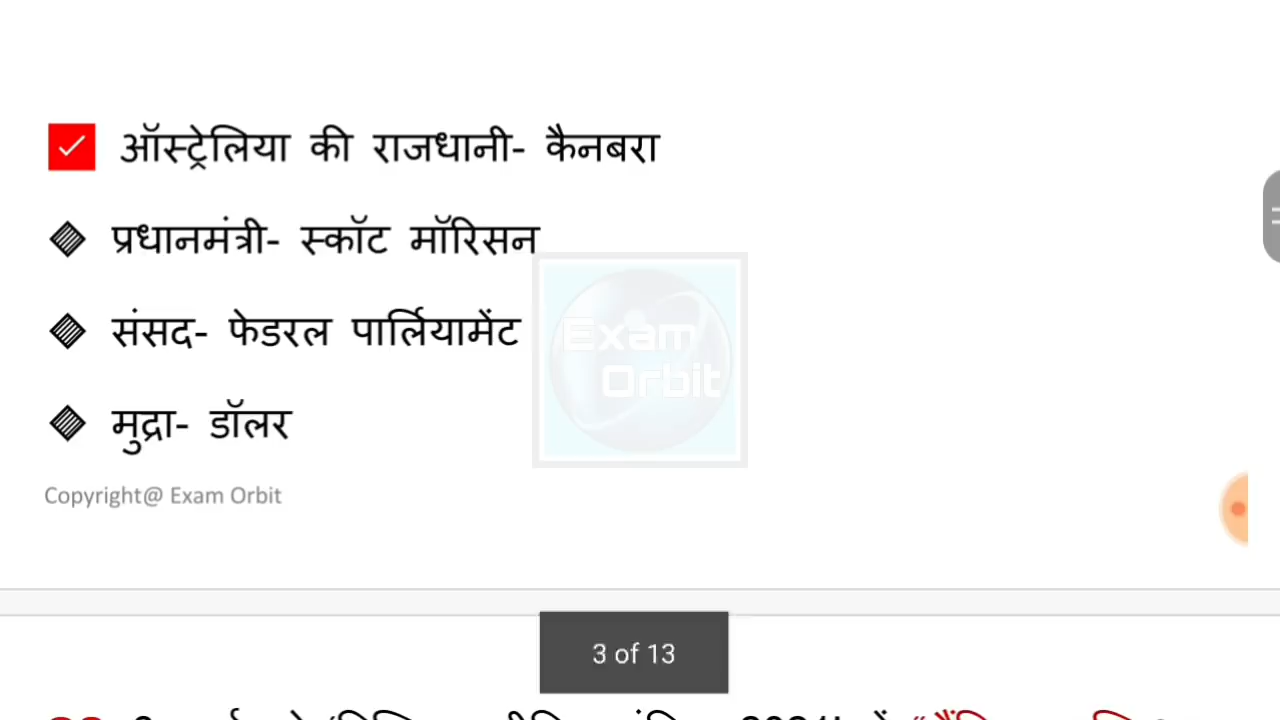 ऑस्ट्रेलिया की राजधानी- कैनबरा
प्रधानमंत्री- स्कॉट मॉरिसन
संसद- फेडरल पार्लियामेंट
मुद्रा- डॉलर
Exam
Orbit
Copyright@ Exam Orbit
3 of 13